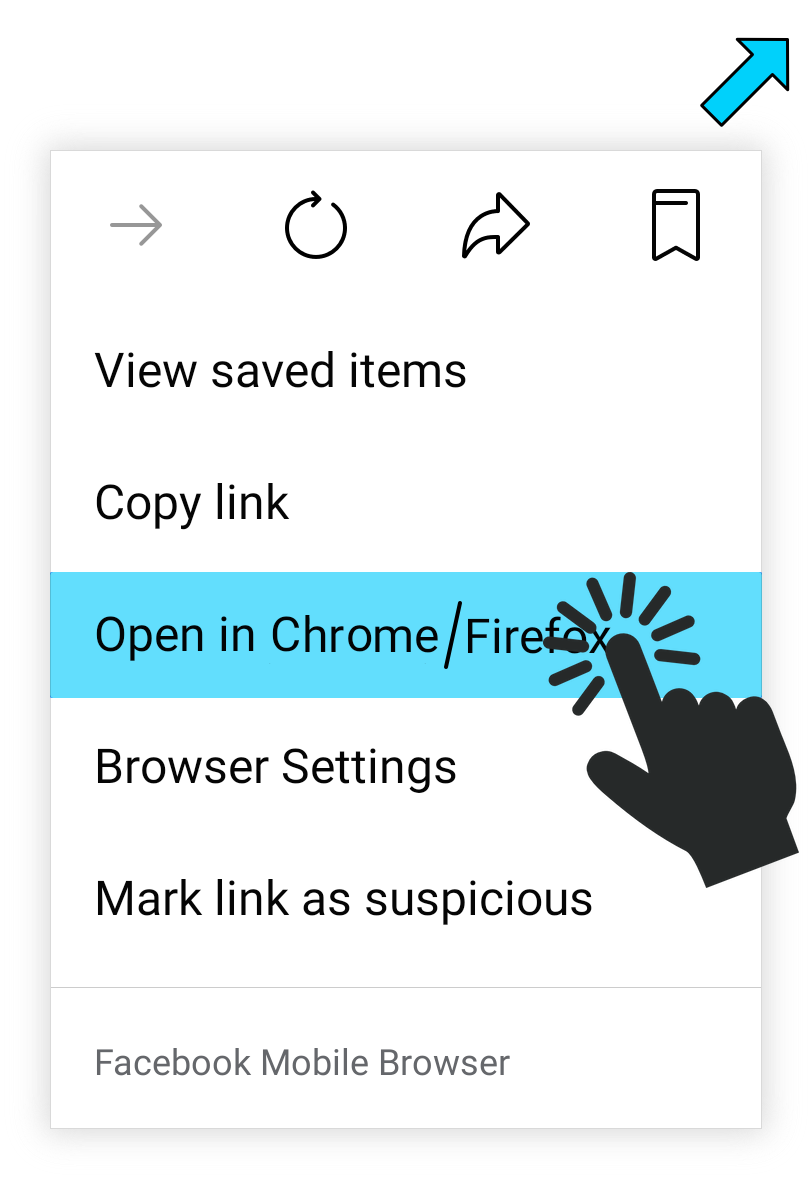 View saved items
Copy link
Open in Chrome/Firefox
Browser Settings
Mark link as suspicious
Facebook Mobile Browser